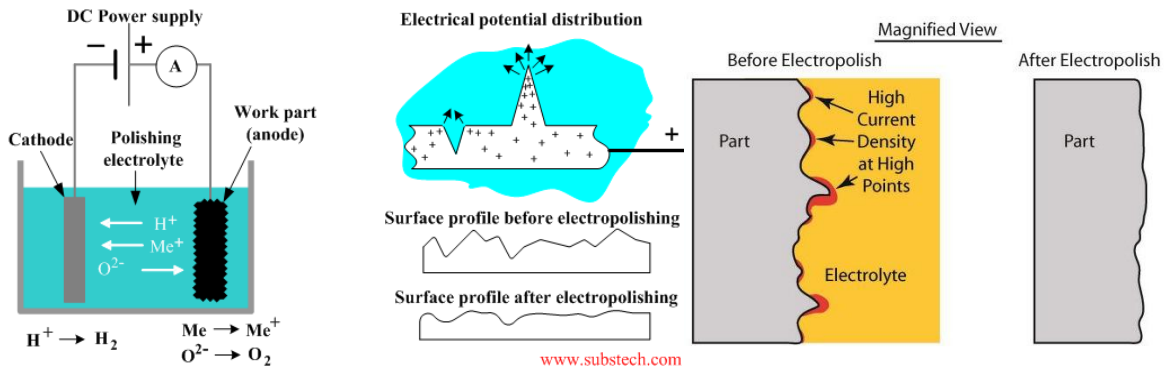 DC Power supply
−
+
A
Cathode
Polishing
electrolyte
Work part
(anode)
H⁺
Me⁺
O²⁻
H⁺ → H₂
Me → Me⁺
O²⁻ → O₂
Electrical potential distribution
+ + + + + + + + + + + + + + + + + + + + + + + + +
+
Surface profile before electropolishing
Surface profile after electropolishing
www.substech.com
Magnified View
Before Electropolish
Part
High
Current
Density
at High
Points
Electrolyte
After Electropolish
Part